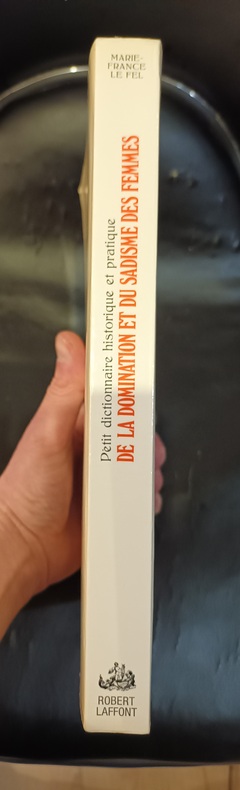 MARIE-
FRANCE
LE FEL
Petit dictionnaire historique et pratique
DE LA DOMINATION ET DU SADISME DES FEMMES
ROBERT
LAFFONT